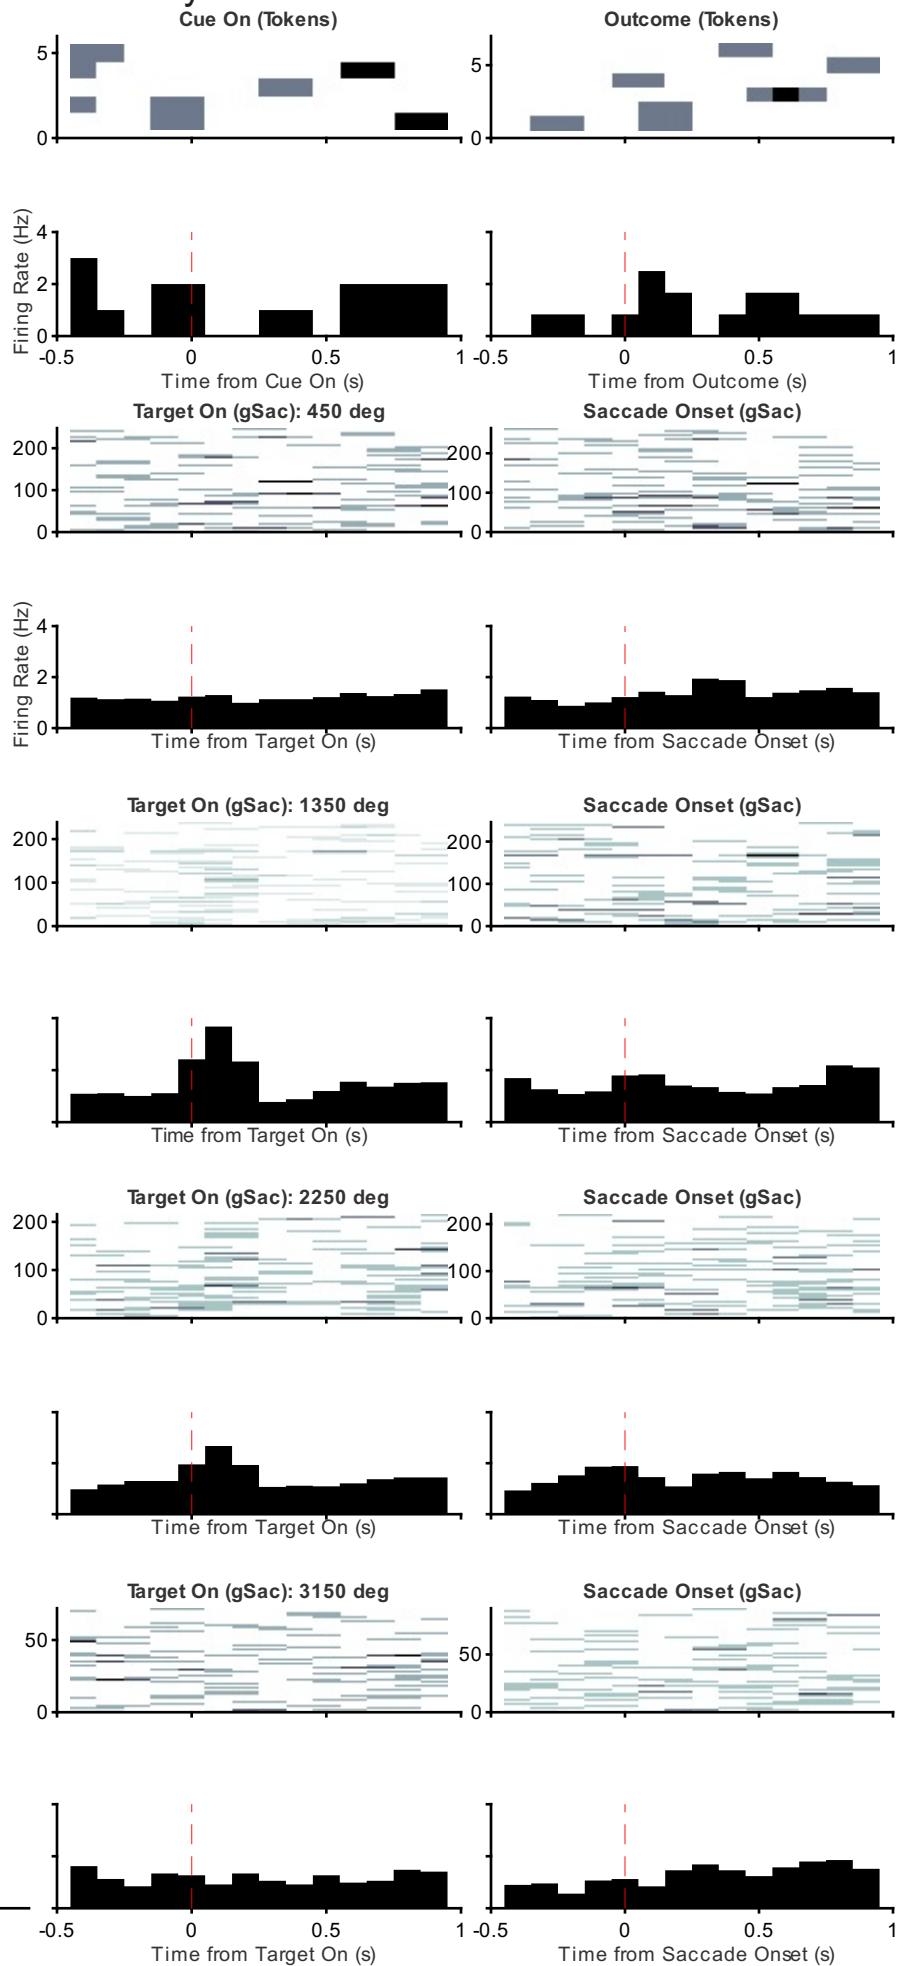 Cue On (Tokens) Outcome (Tokens)
5 5
0 0
Firing Rate (Hz)
4
2
0
-0.5 0 0.5 1 -0.5 0 0.5 1
Time from Cue On (s) Time from Outcome (s)
Target On (gSac): 450 deg Saccade Onset (gSac)
200 200
100 100
0 0
Firing Rate (Hz)
4
2
0
Time from Target On (s) Time from Saccade Onset (s)
Target On (gSac): 1350 deg Saccade Onset (gSac)
200 200
100 100
0 0
Time from Target On (s) Time from Saccade Onset (s)
Target On (gSac): 2250 deg Saccade Onset (gSac)
200 200
100 100
0 0
Time from Target On (s) Time from Saccade Onset (s)
Target On (gSac): 3150 deg Saccade Onset (gSac)
50 50
0 0
-0.5 0 0.5 1 -0.5 0 0.5 1
Time from Target On (s) Time from Saccade Onset (s)